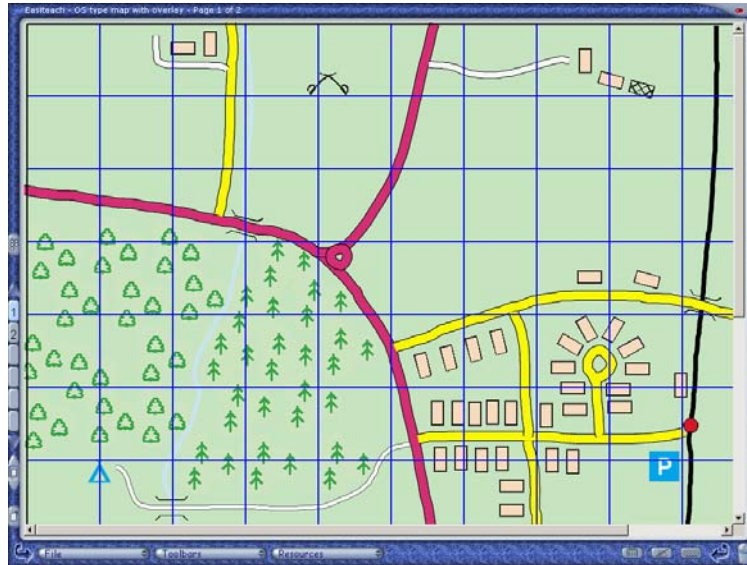 Easiteach - OS type map with overlay - Page 1 of 2
1
2
P
File
Toolbars
Resources